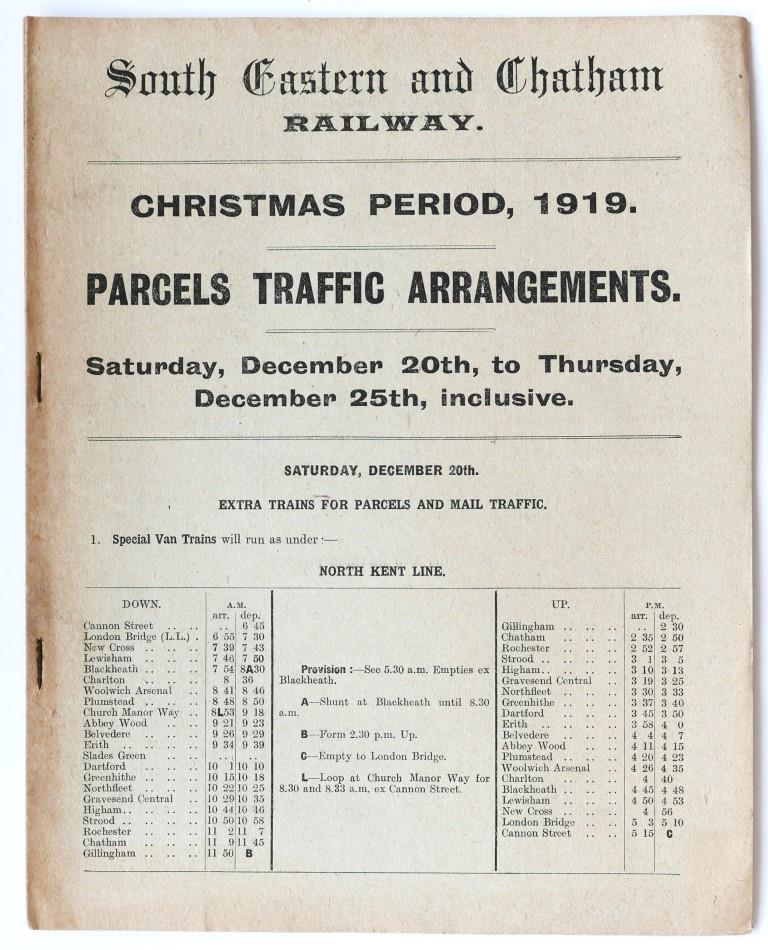 South Eastern and Chatham
RAILWAY.
CHRISTMAS PERIOD, 1919.
PARCELS TRAFFIC ARRANGEMENTS.
Saturday, December 20th, to Thursday,
December 25th, inclusive.
SATURDAY, DECEMBER 20th.
EXTRA TRAINS FOR PARCELS AND MAIL TRAFFIC.
1. Special Van Trains will run as under:—
NORTH KENT LINE.
DOWN. A.M.
arr. dep.
Cannon Street .. .. .. 6 45
London Bridge (L.L.) . 6 55 7 30
New Cross .. .. .. 7 39 7 43
Lewisham .. .. .. 7 46 7 50
Blackheath .. .. .. 7 54 8A30
Charlton .. .. .. 8 36
Woolwich Arsenal .. 8 41 8 46
Plumstead .. .. .. 8 48 8 50
Church Manor Way .. 8L53 9 18
Abbey Wood .. .. 9 21 9 23
Belvedere .. .. .. 9 26 9 29
Erith .. .. .. .. 9 34 9 39
Slades Green .. .. .. ..
Dartford .. .. .. 10 1 10 10
Greenhithe .. .. .. 10 15 10 18
Northfleet .. .. .. 10 22 10 25
Gravesend Central .. 10 29 10 35
Higham.. .. .. .. 10 44 10 46
Strood .. .. .. .. 10 50 10 58
Rochester .. .. .. 11 2 11 7
Chatham .. .. .. 11 9 11 45
Gillingham .. .. .. 11 50 B
Provision :—See 5.30 a.m. Empties ex
Blackheath.
A—Shunt at Blackheath until 8.30
a.m.
B—Form 2.30 p.m. Up.
C—Empty to London Bridge.
L—Loop at Church Manor Way for
8.30 and 8.33 a.m. ex Cannon Street.
UP. P.M.
arr. dep.
Gillingham .. .. .. .. 2 30
Chatham .. .. .. 2 35 2 50
Rochester .. .. .. 2 52 2 57
Strood .. .. .. .. 3 1 3 5
Higham.. .. .. .. 3 10 3 13
Gravesend Central .. 3 19 3 25
Northfleet .. .. .. 3 30 3 33
Greenhithe .. .. .. 3 37 3 40
Dartford .. .. .. 3 45 3 50
Erith .. .. .. .. 3 58 4 0
Belvedere .. .. .. 4 4 4 7
Abbey Wood .. .. 4 11 4 15
Plumstead .. .. .. 4 20 4 23
Woolwich Arsenal .. 4 26 4 35
Charlton .. .. .. 4 40
Blackheath .. .. .. 4 45 4 48
Lewisham .. .. .. 4 50 4 53
New Cross .. .. .. 4 56
London Bridge .. .. 5 3 5 10
Cannon Street .. .. 5 15 C